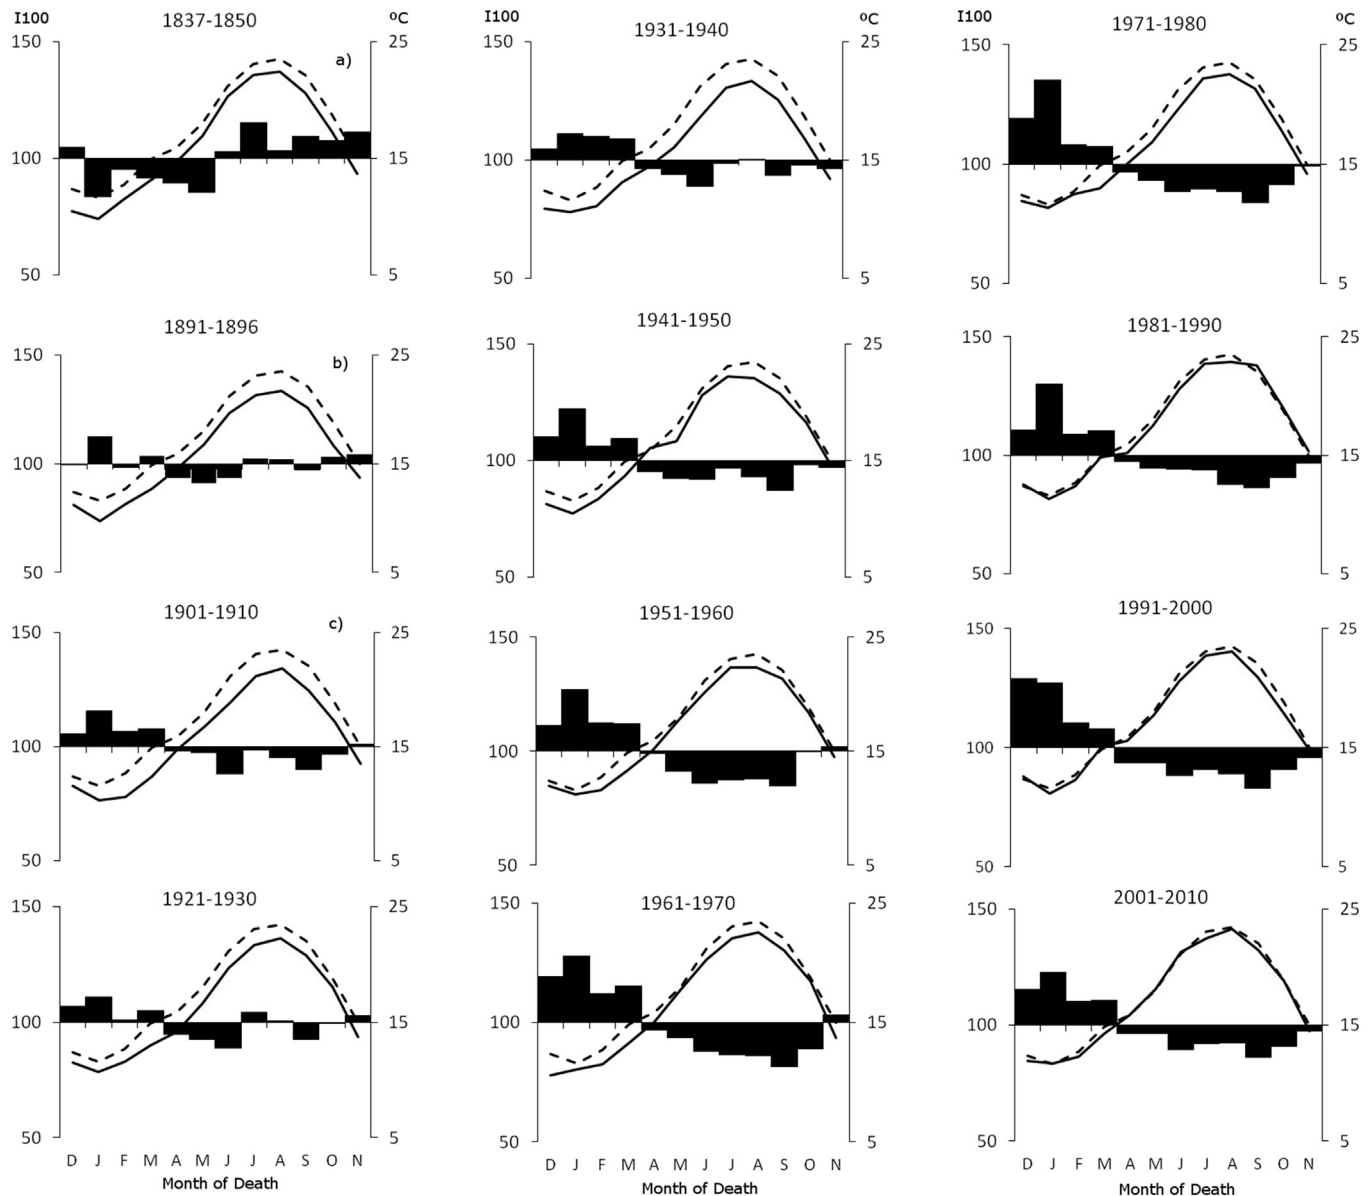 I100 ºC I100 ºC I100 ºC
1837-1850 1931-1940 1971-1980
150 25 150 25 150 25
a)
100 15 100 15 100 15
50 5 50 5 50 5
1891-1896 1941-1950 1981-1990
150 25 150 25 150 25
b)
100 15 100 15 100 15
50 5 50 5 50 5
1901-1910 1951-1960 1991-2000
150 25 150 25 150 25
c)
100 15 100 15 100 15
50 5 50 5 50 5
1921-1930 1961-1970 2001-2010
150 25 150 25 150 25
100 15 100 15 100 15
50 5 50 5 50 5
D J F M A M J J A S O N D J F M A M J J A S O N D J F M A M J J A S O N
Month of Death Month of Death Month of Death